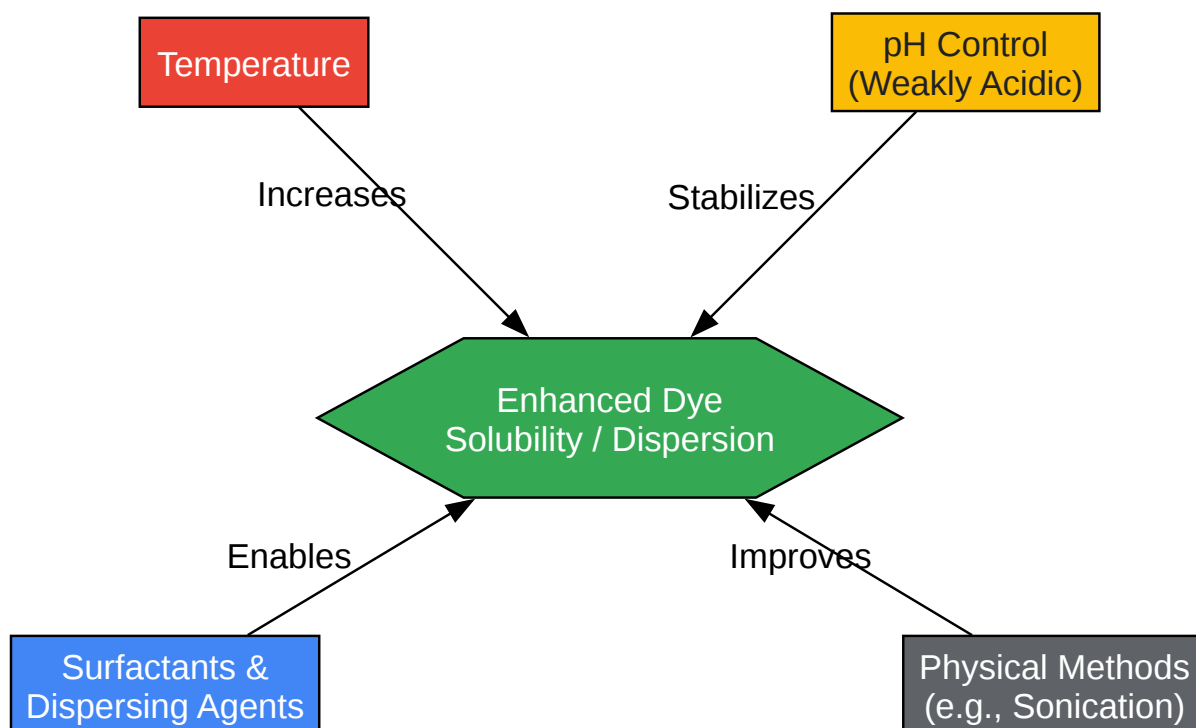 Temperature
pH Control
(Weakly Acidic)
Increases
Stabilizes
Enhanced Dye
Solubility / Dispersion
Enables
Improves
Surfactants &
Dispersing Agents
Physical Methods
(e.g., Sonication)